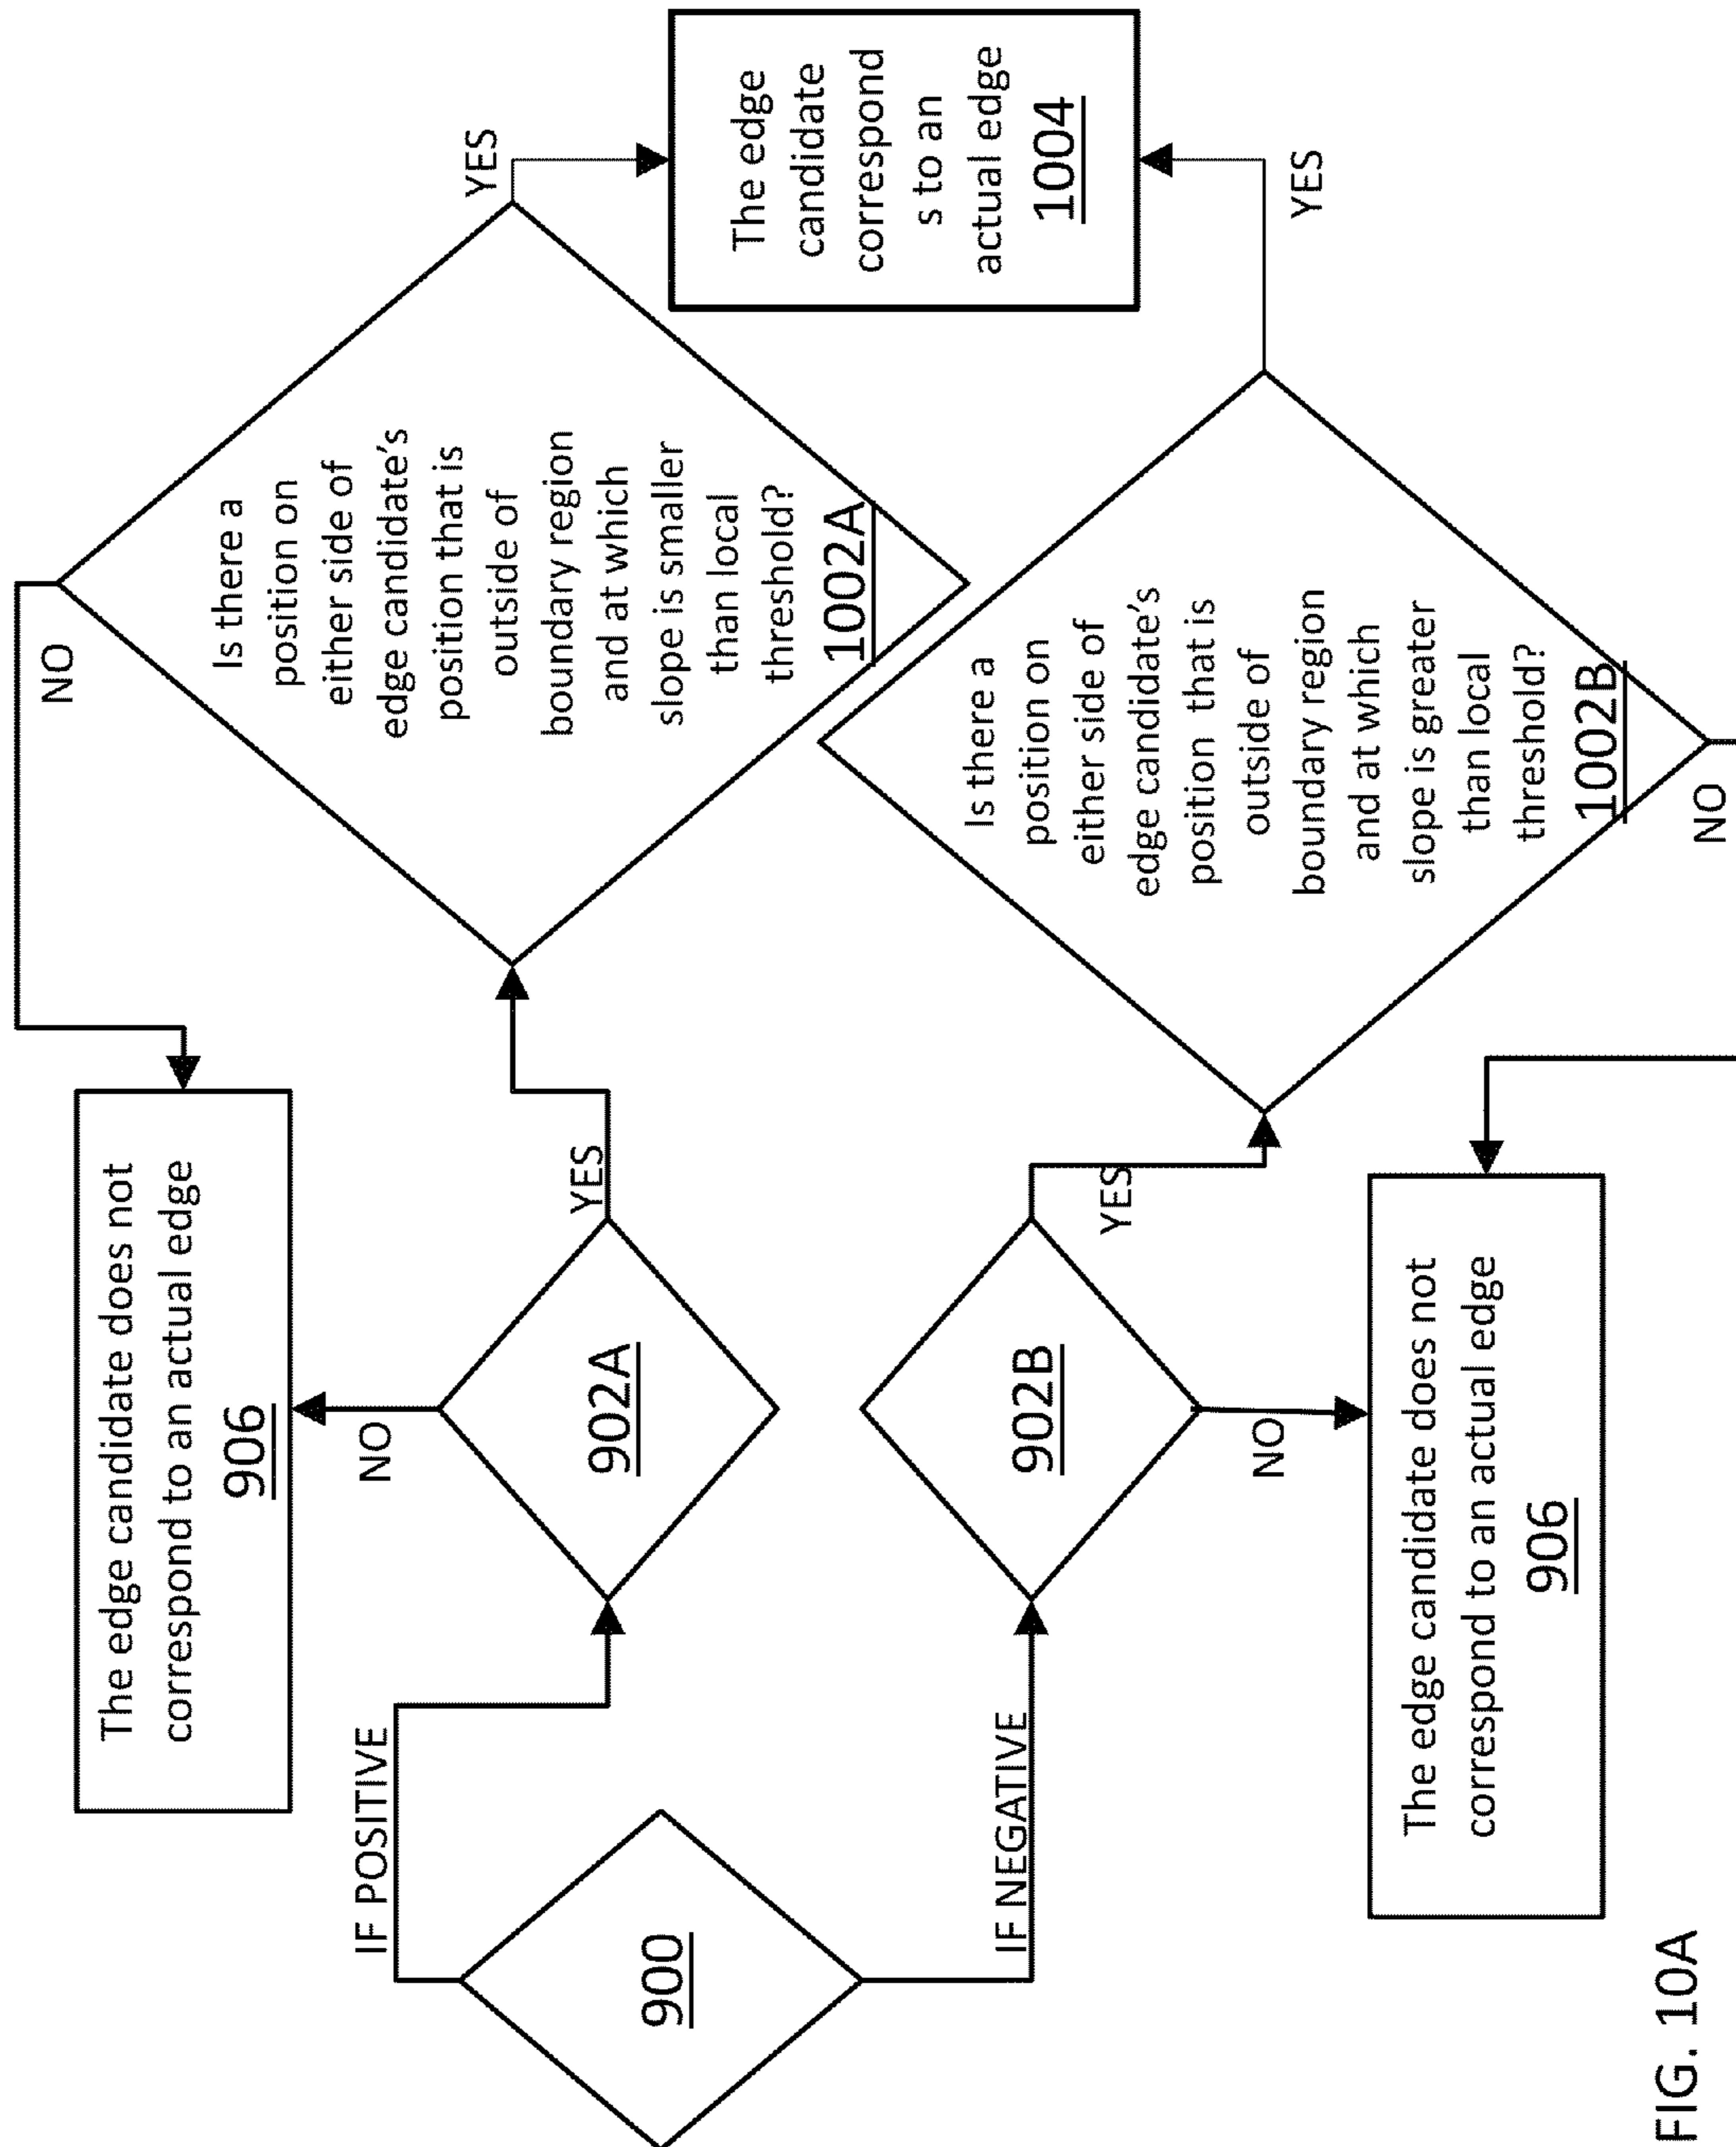 900
IF POSITIVE
IF NEGATIVE
902A
NO
YES
The edge candidate does not
correspond to an actual edge
906
902B
NO
YES
The edge candidate does not
correspond to an actual edge
906
Is there a
position on
either side of
edge candidate's
position that is
outside of
boundary region
and at which
slope is smaller
than local
threshold?
1002A
NO
YES
Is there a
position on
either side of
edge candidate's
position that is
outside of
boundary region
and at which
slope is greater
than local
threshold?
1002B
NO
YES
The edge
candidate
correspond
s to an
actual edge
1004
FIG. 10A